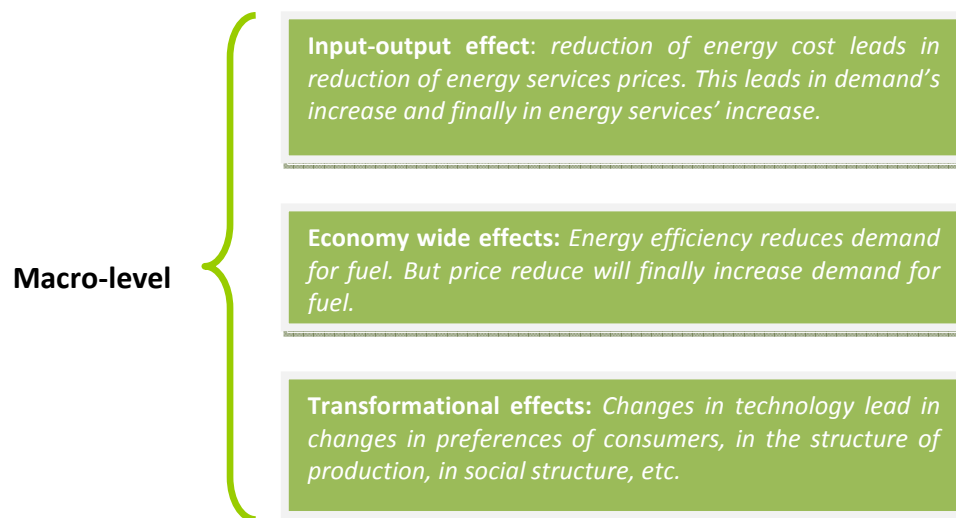 Input-output effect: reduction of energy cost leads in
reduction of energy services prices. This leads in demand’s
increase and finally in energy services’ increase.
Economy wide effects: Energy efficiency reduces demand
for fuel. But price reduce will finally increase demand for
fuel.
Macro-level
Transformational effects: Changes in technology lead in
changes in preferences of consumers, in the structure of
production, in social structure, etc.